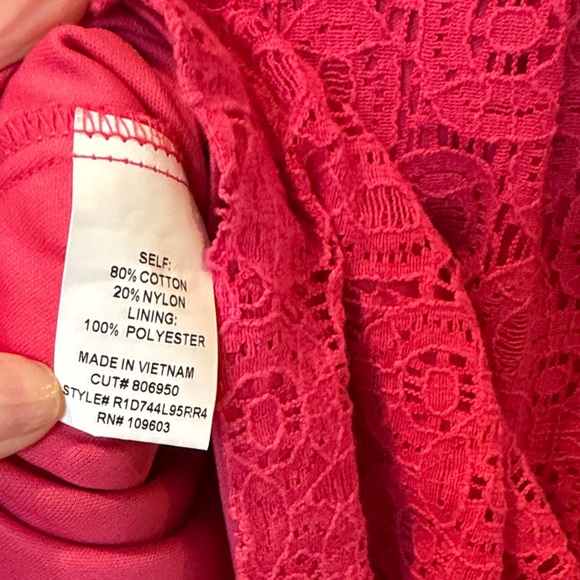 SELF:
80% COTTON
20% NYLON
LINING:
100% POLYESTER
MADE IN VIETNAM
CUT# 806950
STYLE# R1D744L95RR4
RN# 109603